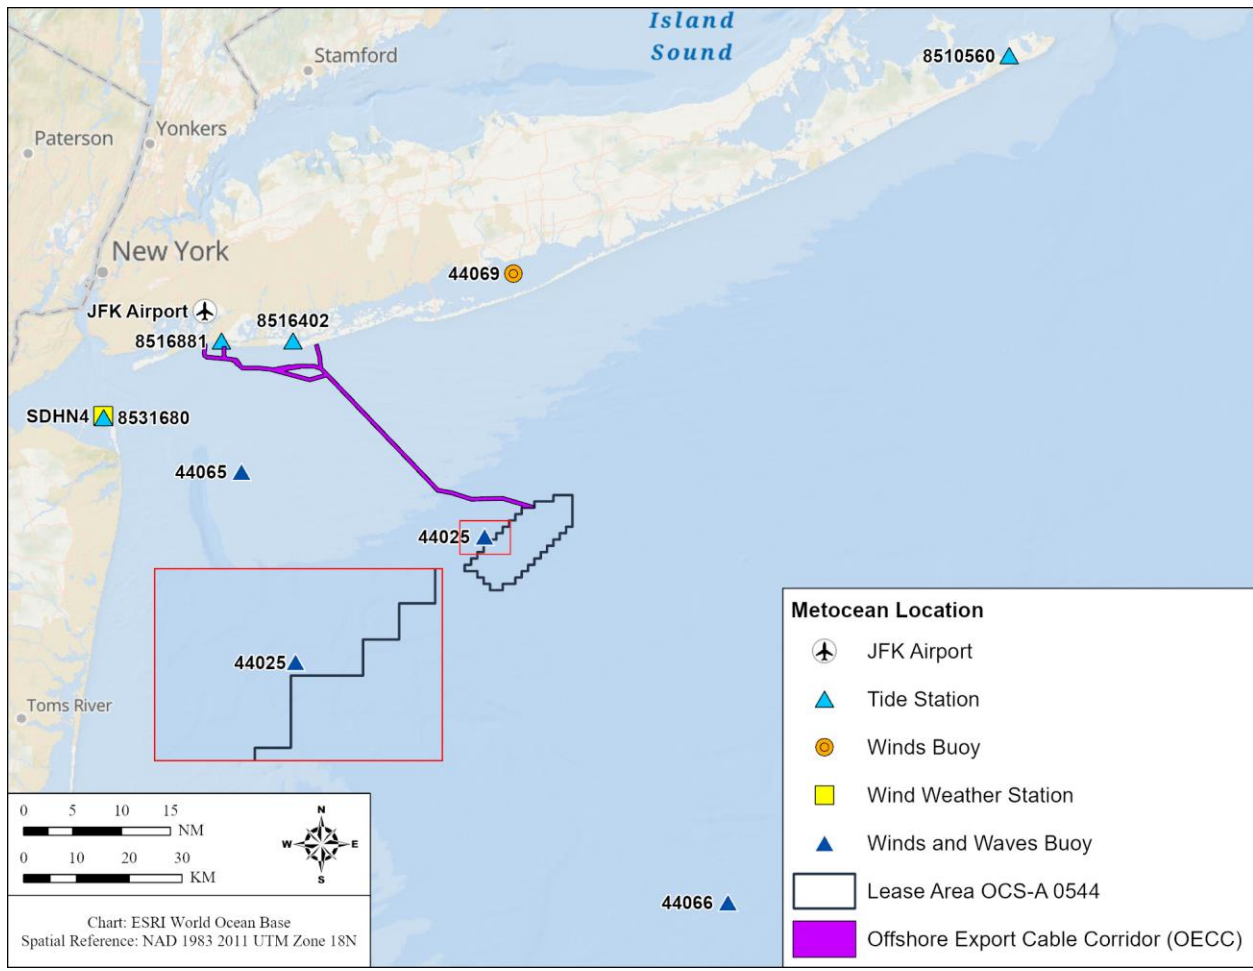 Island
Sound
Stamford
8510560
Yonkers
Paterson
New York
44069
JFK Airport
8516402
8516881
SDHN4
8531680
44065
44025
44025
Toms River
44066
Metocean Location
JFK Airport
Tide Station
Winds Buoy
Wind Weather Station
Winds and Waves Buoy
Lease Area OCS-A 0544
Offshore Export Cable Corridor (OECC)
0 5 10 15
NM
0 10 20 30
KM
N
W E
S
Chart: ESRI World Ocean Base
Spatial Reference: NAD 1983 2011 UTM Zone 18N